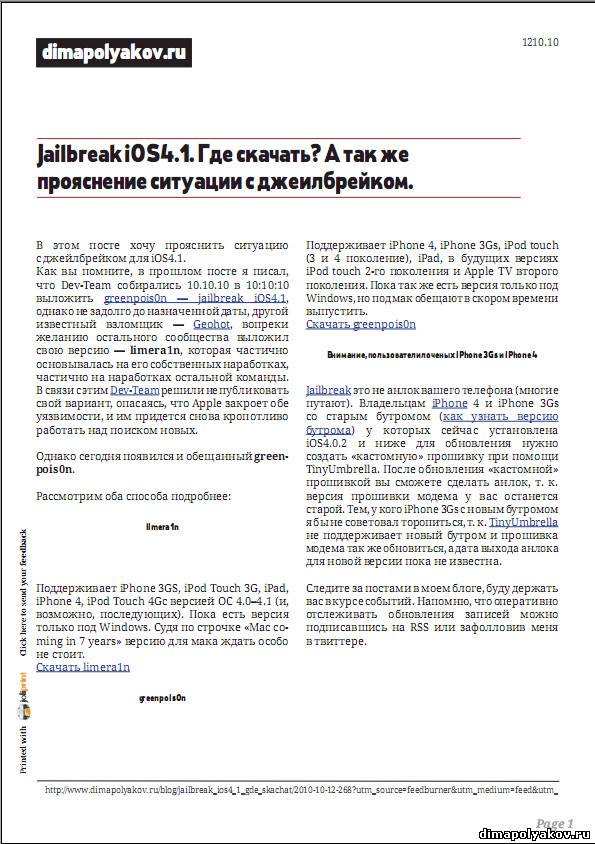 dimapolyakov.ru
1210.10
Jailbreak iOS4.1. Где скачать? А так же
прояснение ситуации с джеилбрейком.
В этом посте хочу прояснить ситуацию
с джейлбрейком для iOS4.1.
Как вы помните, в прошлом посте я писал,
что Dev-Team собирались 10.10.10 в 10:10:10
выложить greenpois0n — jailbreak iOS4.1,
однако не задолго до назначенной даты, другой
известный взломщик — Geohot, вопреки
желанию остального сообщества выложил
свою версию — limera1n, которая частично
основывалась на его собственных наработках,
частично на наработках остальной команды.
В связи с этим Dev-Team решили не публиковать
свой вариант, опасаясь, что Apple закроет обе
уязвимости, и им придется снова кропотливо
работать над поиском новых.
Однако сегодня появился и обещанный green-
pois0n.
Рассмотрим оба способа подробнее:
limera1n
Поддерживает iPhone 3GS, iPod Touch 3G, iPad,
iPhone 4, iPod Touch 4Gс версией ОС 4.0–4.1 (и,
возможно, последующих). Пока есть версия
только под Windows. Судя по строчке «Mac co-
ming in 7 years» версию для мака ждать особо
не стоит.
Скачать limera1n
greenpois0n
Поддерживает iPhone 4, iPhone 3Gs, iPod touch
(3 и 4 поколение), iPad, в будущих версиях
iPod touch 2-го поколения и Apple TV второго
поколения. Пока так же есть версия только под
Windows, но под мак обещают в скором времени
выпустить.
Скачать greenpois0n
Внимание, пользователи лоченых iPhone 3Gs и iPhone 4
Jailbreak это не анлок вашего телефона (многие
путают). Владельцам iPhone 4 и iPhone 3Gs
со старым бутромом (как узнать версию
бутрома) у которых сейчас установлена
iOS4.0.2 и ниже для обновления нужно
создать «кастомную» прошивку при помощи
TinyUmbrella. После обновления «кастомной»
прошивкой вы сможете сделать анлок, т. к.
версия прошивки модема у вас останется
старой. Тем, у кого iPhone 3Gs с новым бутромом
я бы не советовал торопиться, т. к. TinyUmbrella
не поддерживает новый бутром и прошивка
модема так же обновиться, а дата выхода анлока
для новой версии пока не известна.
Следите за постами в моем блоге, буду держать
вас в курсе событий. Напомню, что оперативно
отслеживать обновления записей можно
подписавшись на RSS или зафолловив меня
в твиттере.
Printed with joliprint Click here to send your feedback
http://www.dimapolyakov.ru/blog/jailbreak_ios4_1_gde_skachat/2010-10-12-268?utm_source=feedburner&utm_medium=feed&utm_
Page 1
dimapolyakov.ru